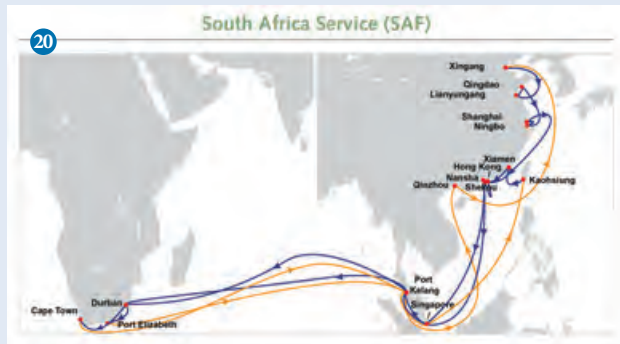 South Africa Service (SAF)
20
Xingang
Qingdao
Lianyungang
Shanghai
Ningbo
Xiamen
Hong Kong
Nansha
Kaohsiung
Qinzhou
Shekou
Port
Kelang
Singapore
Durban
Cape Town
Port Elizabeth